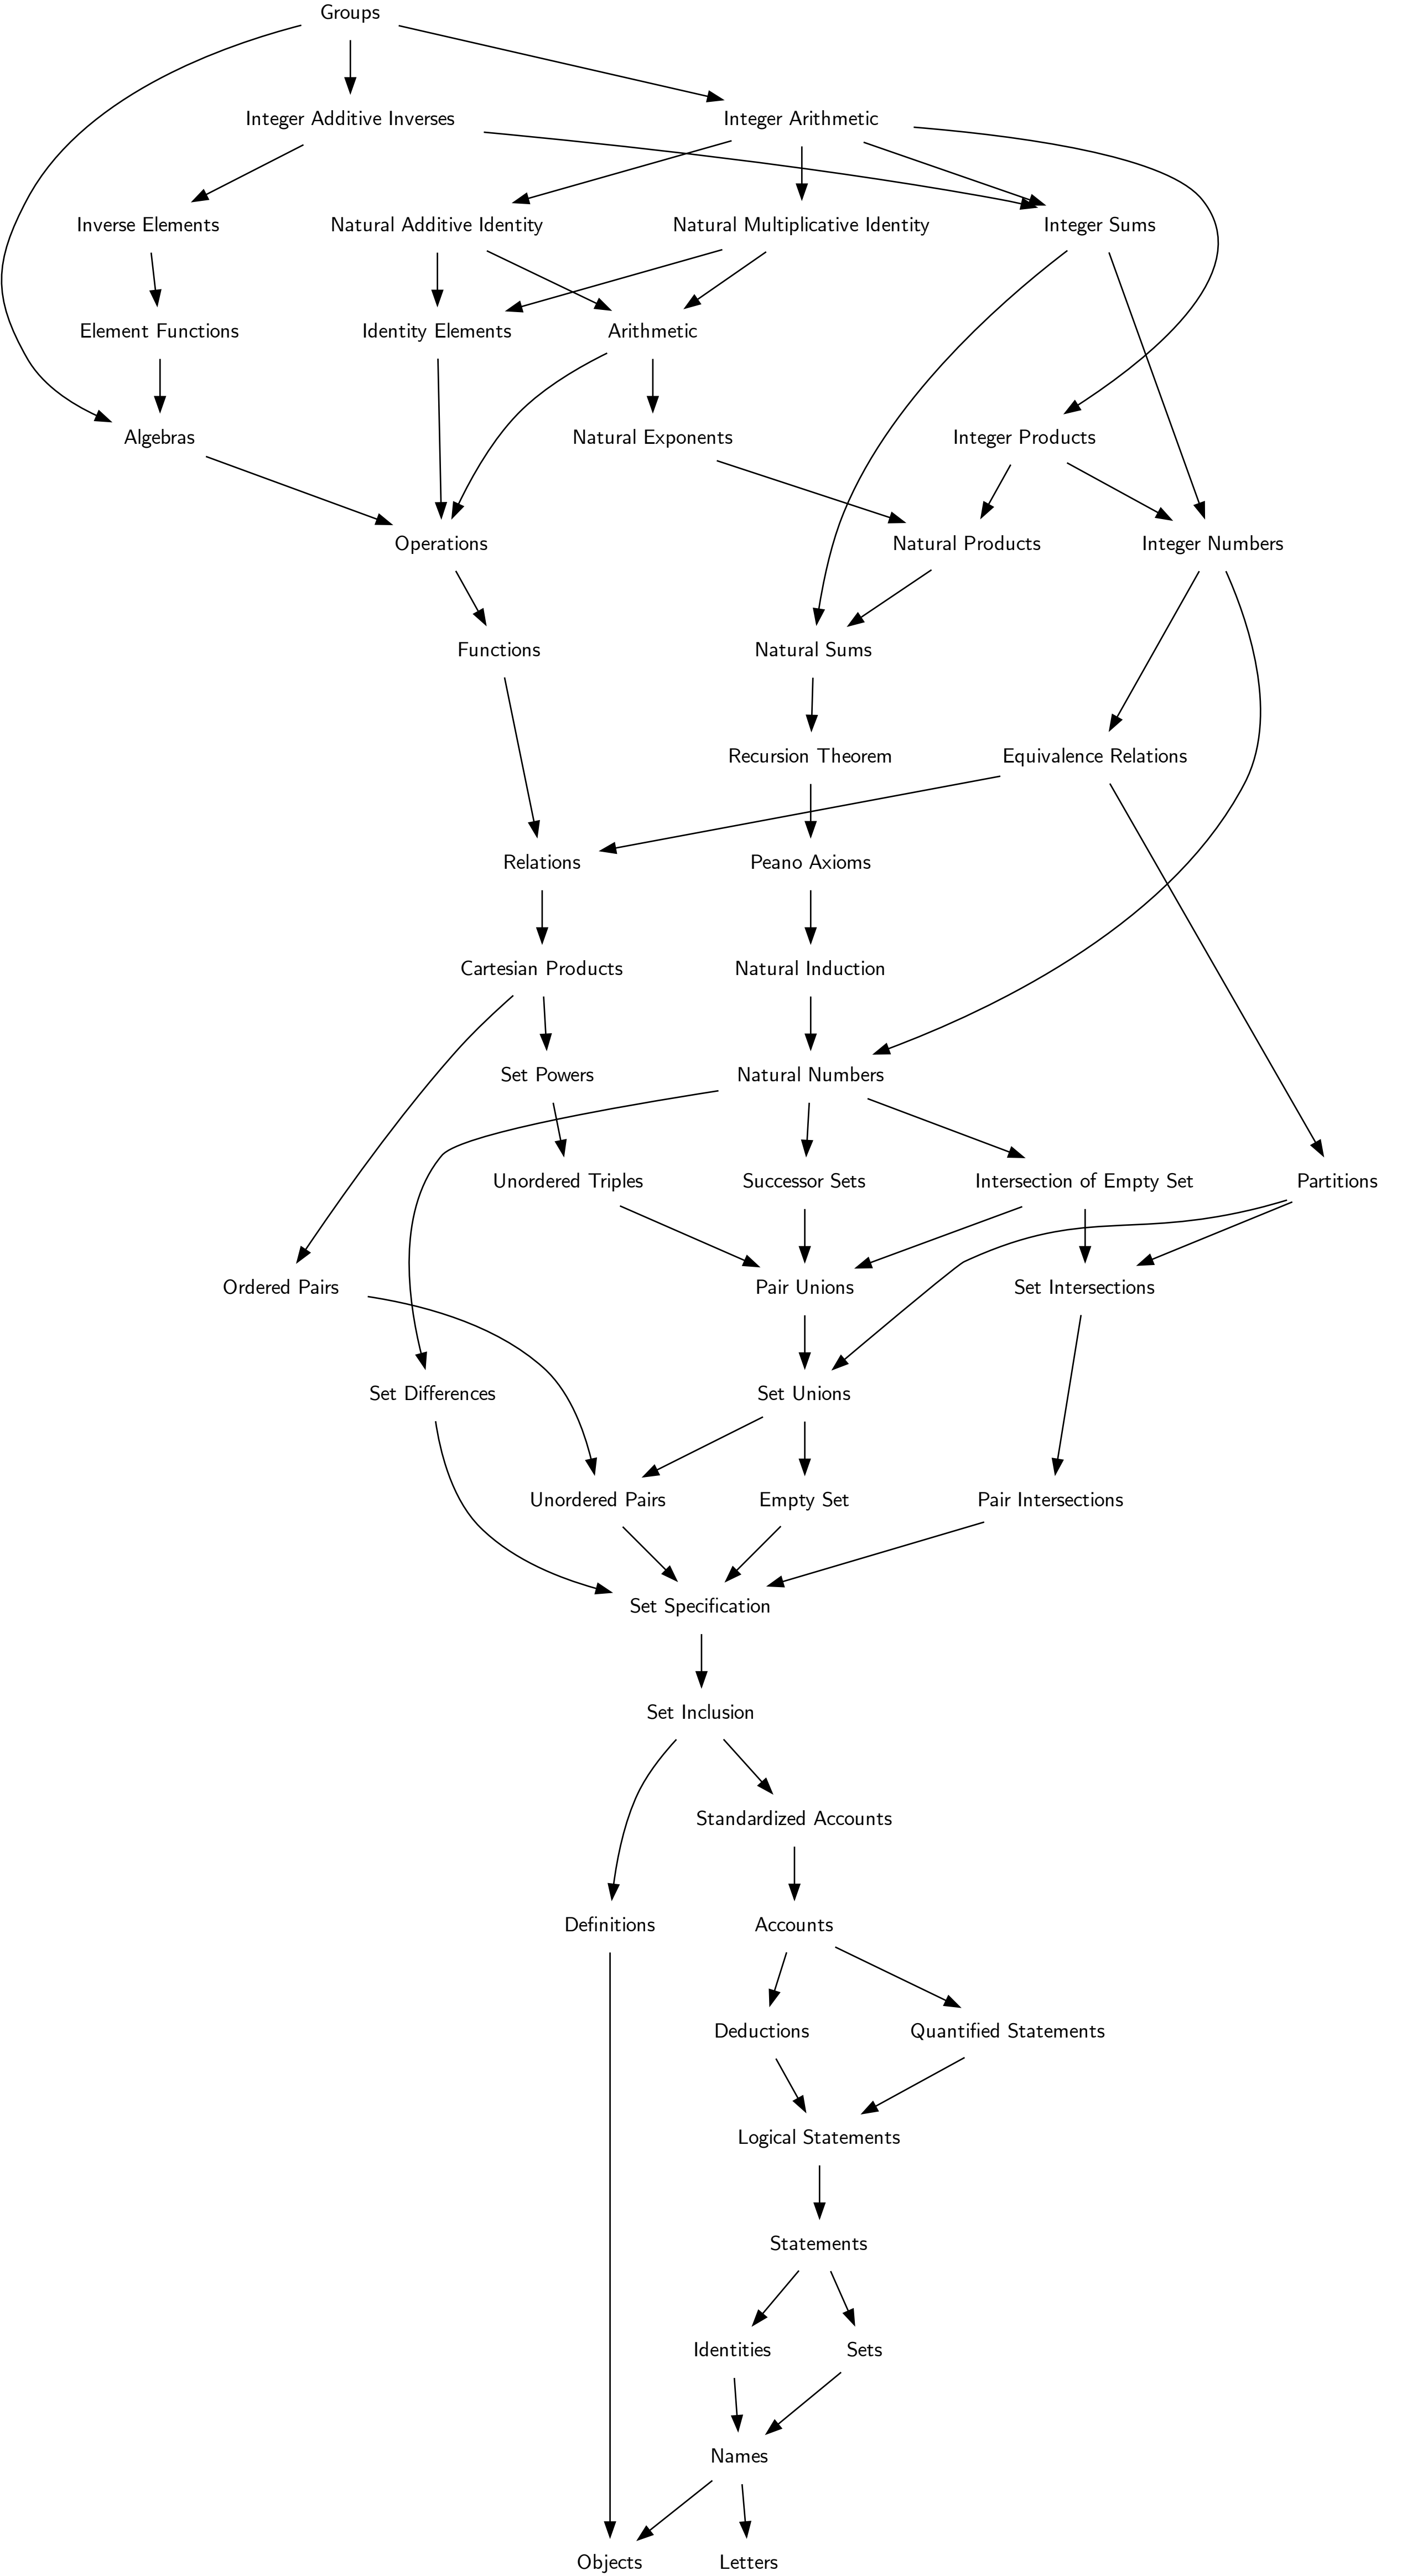 Groups
Integer Additive Inverses
Integer Arithmetic
Inverse Elements
Natural Additive Identity
Natural Multiplicative Identity
Integer Sums
Element Functions
Identity Elements
Arithmetic
Algebras
Natural Exponents
Integer Products
Operations
Natural Products
Integer Numbers
Functions
Natural Sums
Recursion Theorem
Equivalence Relations
Relations
Peano Axioms
Cartesian Products
Natural Induction
Set Powers
Natural Numbers
Unordered Triples
Successor Sets
Intersection of Empty Set
Partitions
Ordered Pairs
Pair Unions
Set Intersections
Set Differences
Set Unions
Unordered Pairs
Empty Set
Pair Intersections
Set Specification
Set Inclusion
Standardized Accounts
Definitions
Accounts
Deductions
Quantified Statements
Logical Statements
Statements
Identities
Sets
Names
Objects
Letters